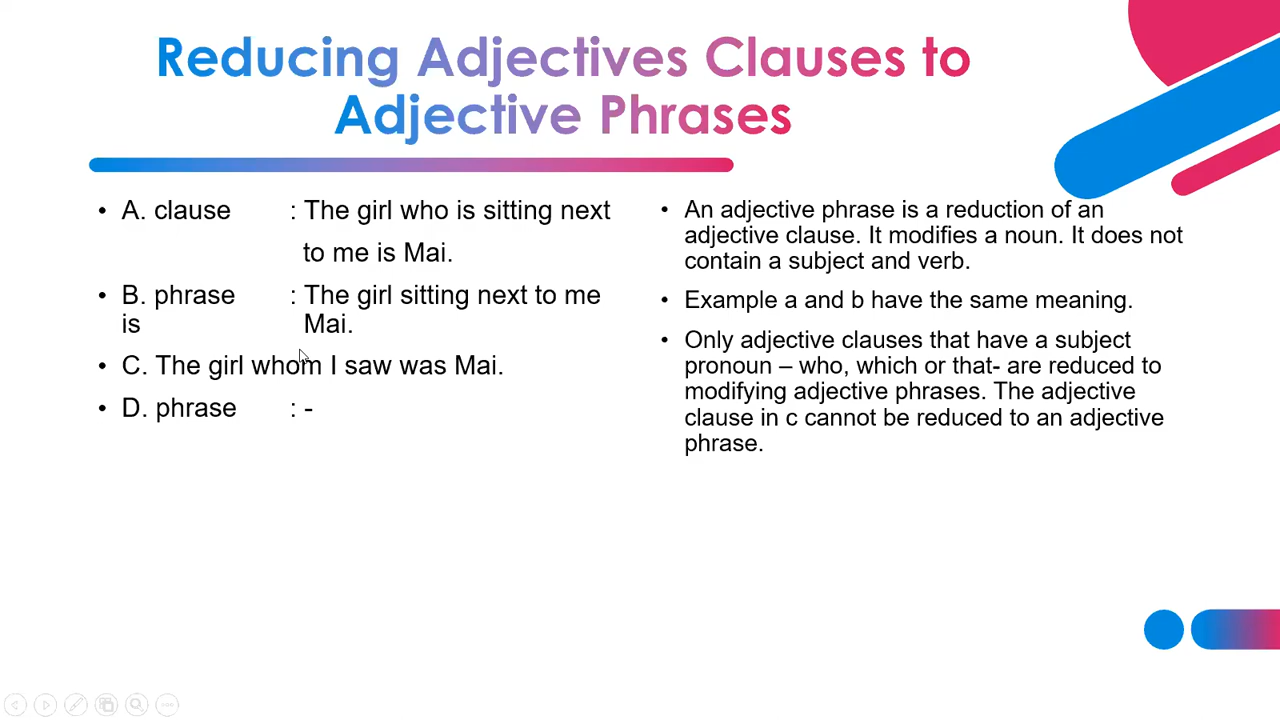 Reducing Adjectives Clauses to
Adjective Phrases
• A. clause : The girl who is sitting next
to me is Mai.
• B. phrase : The girl sitting next to me
is Mai.
• C. The girl whom I saw was Mai.
• D. phrase : -
• An adjective phrase is a reduction of an
adjective clause. It modifies a noun. It does not
contain a subject and verb.
• Example a and b have the same meaning.
• Only adjective clauses that have a subject
pronoun – who, which or that- are reduced to
modifying adjective phrases. The adjective
clause in c cannot be reduced to an adjective
phrase.